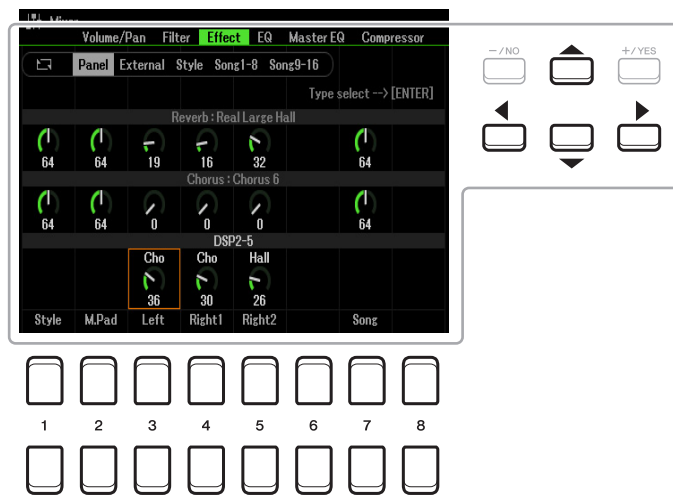 Mixer
Volume/Pan Filter Effect EQ Master EQ Compressor
Panel External Style Song1-8 Song9-16
Type select --> [ENTER]
Reverb : Real Large Hall
64 64 19 16 32 64
Chorus : Chorus 6
64 64 0 0 0 64
DSP2-5
Cho Cho Hall
36 30 26
Style M.Pad Left Right1 Right2 Song
−/NO +/YES
1 2 3 4 5 6 7 8